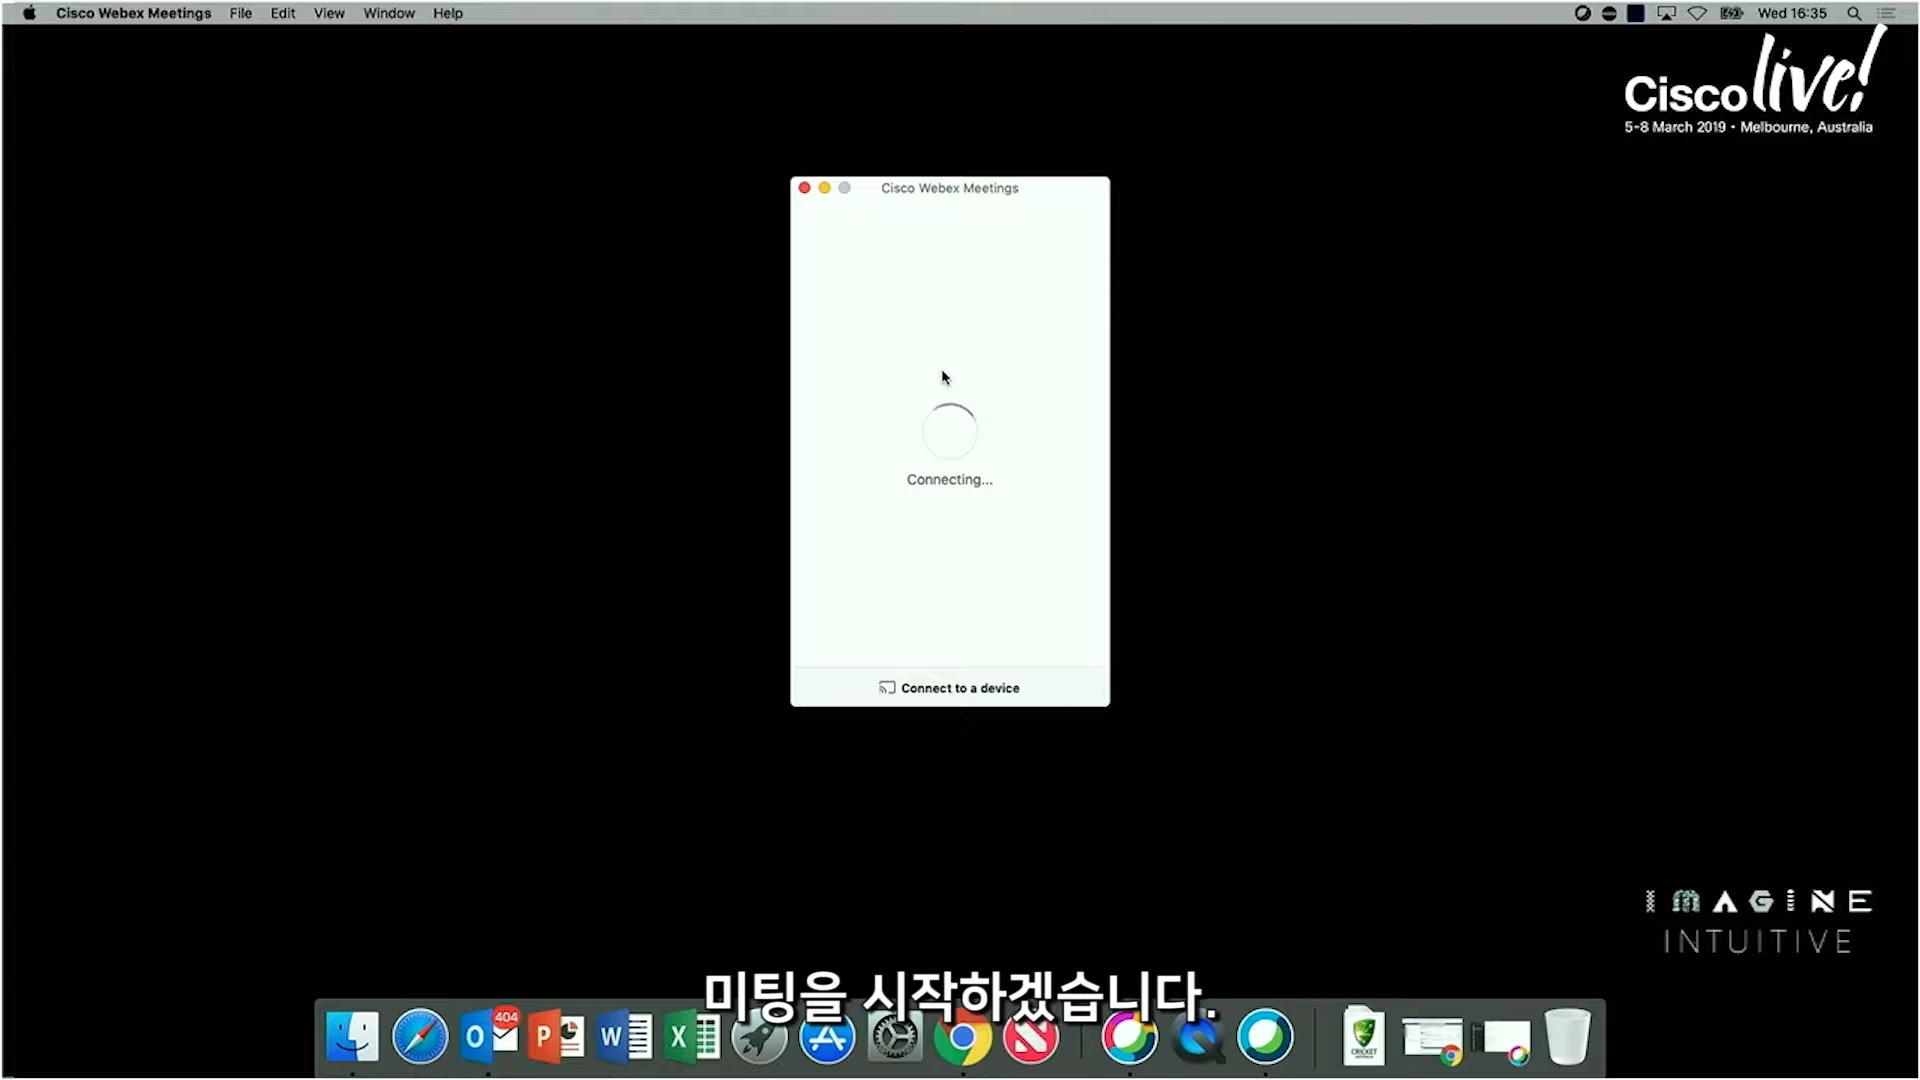 Cisco Webex Meetings File Edit View Window Help Wed 16:35
Cisco live!
5-8 March 2019 • Melbourne, Australia
Cisco Webex Meetings
Connecting...
Connect to a device
IMAGINE
INTUITIVE
미팅을 시작하겠습니다.
404
O
P
W
X
CRICKET